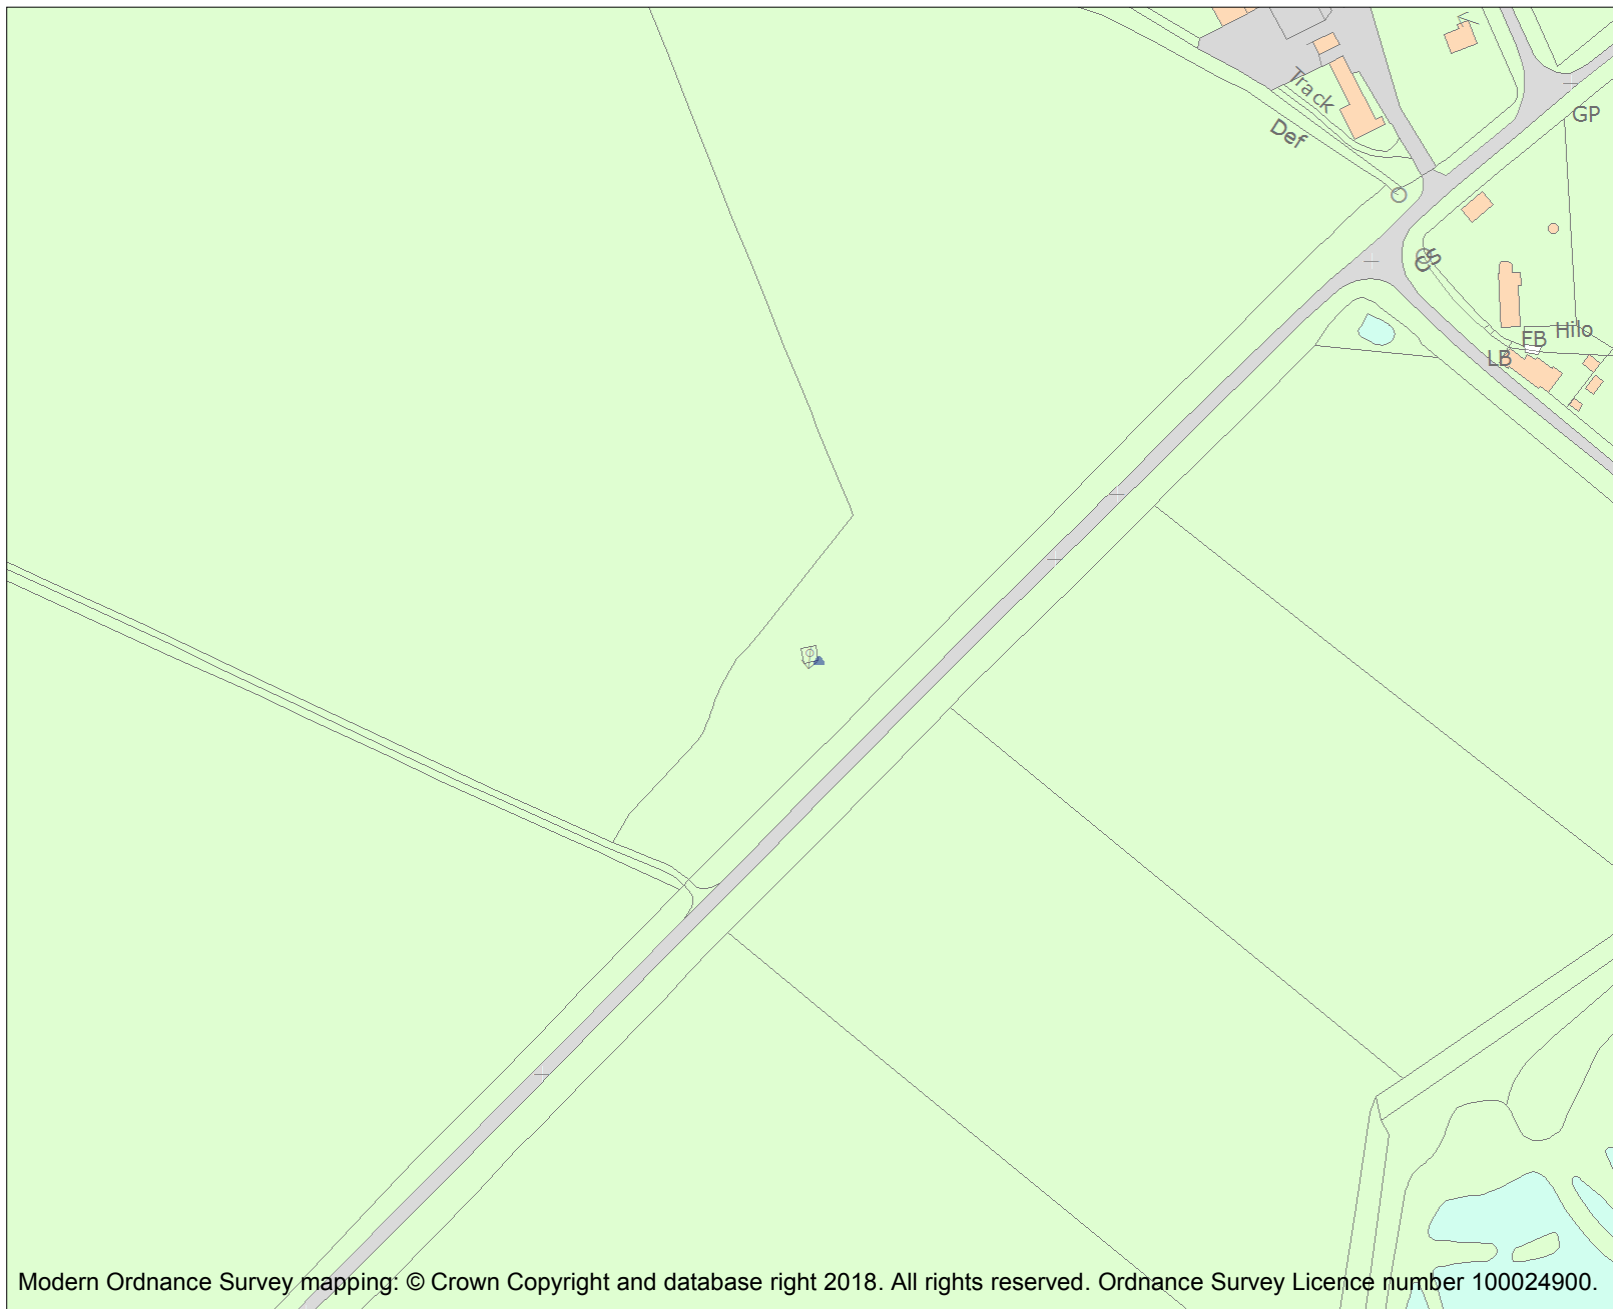 Track
GP
Def
CS
Hilo
FB
LB
Modern Ordnance Survey mapping: © Crown Copyright and database right 2018. All rights reserved. Ordnance Survey Licence number 100024900.